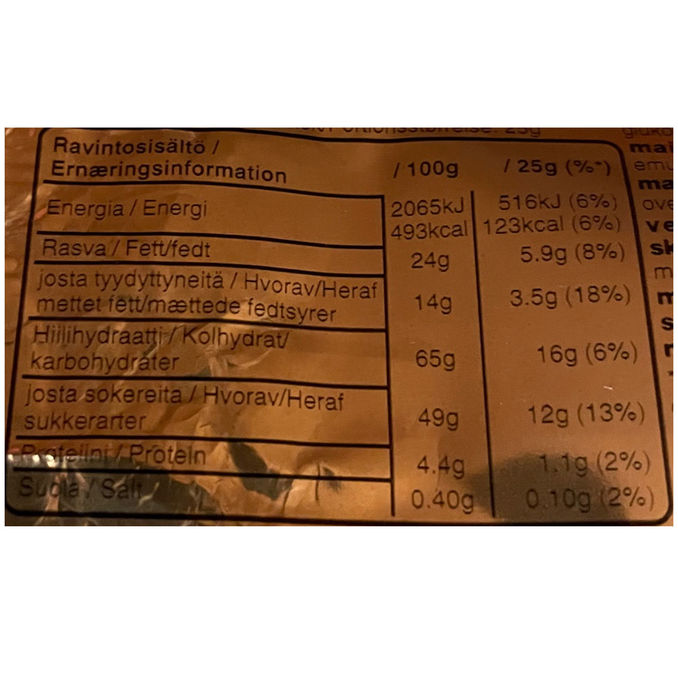 Ravintosisältö /
Ernæringsinformation / 100g / 25g (%*)
Energia / Energi 2065kJ 516kJ (6%)
493kcal 123kcal (6%)
Rasva / Fett/fedt 24g 5.9g (8%)
josta tyydyttyneitä / Hvorav/Heraf
mettet fett/mættede fedtsyrer 14g 3.5g (18%)
Hiilihydraatti / Kolhydrat/
karbohydrater 65g 16g (6%)
josta sokereita / Hvorav/Heraf
sukkerarter 49g 12g (13%)
Proteiini / Protein 4.4g 1.1g (2%)
Suola / Salt 0.40g 0.10g (2%)